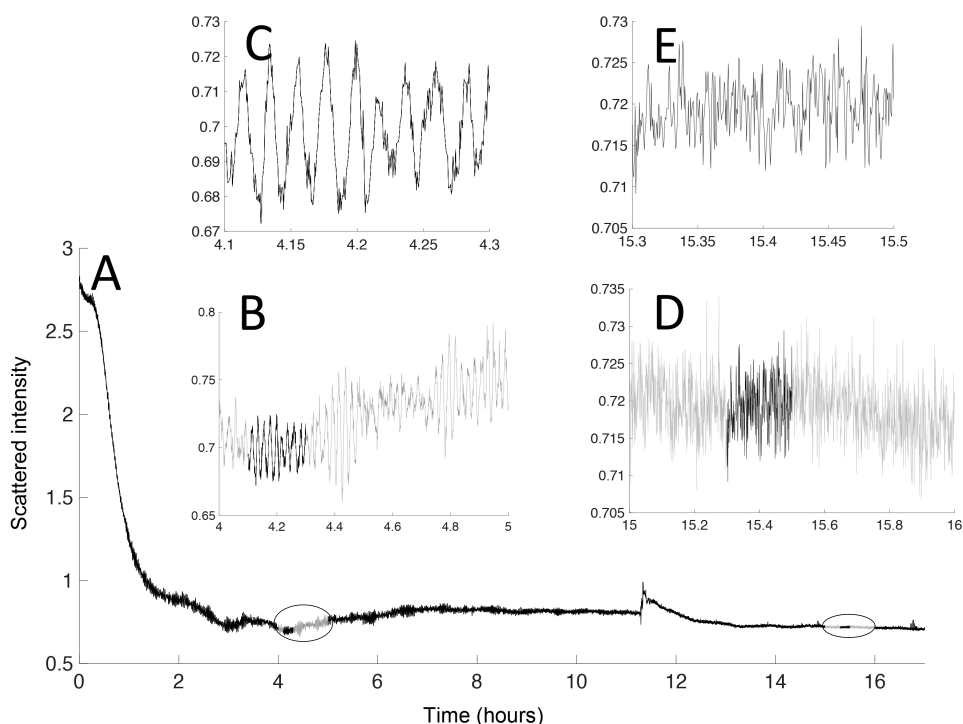 C
0.73
0.72
0.71
0.7
0.69
0.68
0.67
4.1 4.15 4.2 4.25 4.3
E
0.73
0.725
0.72
0.715
0.71
0.705
15.3 15.35 15.4 15.45 15.5
B
0.8
0.75
0.7
0.65
4 4.2 4.4 4.6 4.8 5
D
0.735
0.73
0.725
0.72
0.715
0.71
0.705
15 15.2 15.4 15.6 15.8 16
A
Scattered intensity
3
2.5
2
1.5
1
0.5
0 2 4 6 8 10 12 14 16
Time (hours)